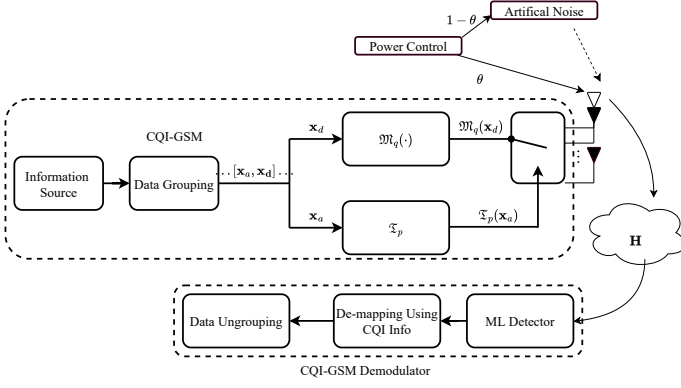 Artifical Noise
1 − θ
Power Control
θ
CQI-GSM
𝐱_d
𝔐_q(·)
𝔐_q(𝐱_d)
Information
Source
Data Grouping
…[𝐱_a, 𝐱_𝐝]…
𝐱_a
𝔗_p
𝔗_p(𝐱_a)
𝐇
Data Ungrouping
De-mapping Using
CQI Info
ML Detector
CQI-GSM Demodulator